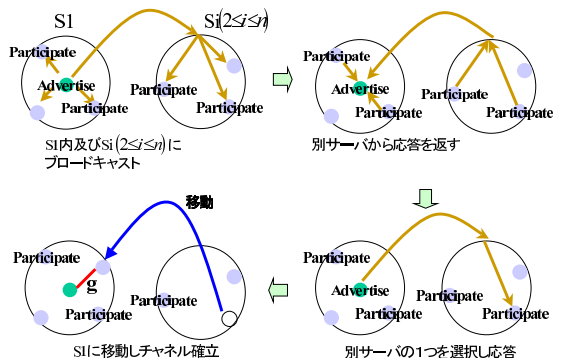 S1
Si(2≤i≤n)
Participate
Advertise
Participate
Participate
Participate
S1内及びSi(2≤i≤n)に
ブロードキャスト
Participate
Advertise
Participate
Participate
Participate
別サーバから応答を返す
移動
Participate
g
Participate
Participate
S1に移動しチャネル確立
Participate
Advertise
Participate
Participate
Participate
別サーバの1つを選択し応答